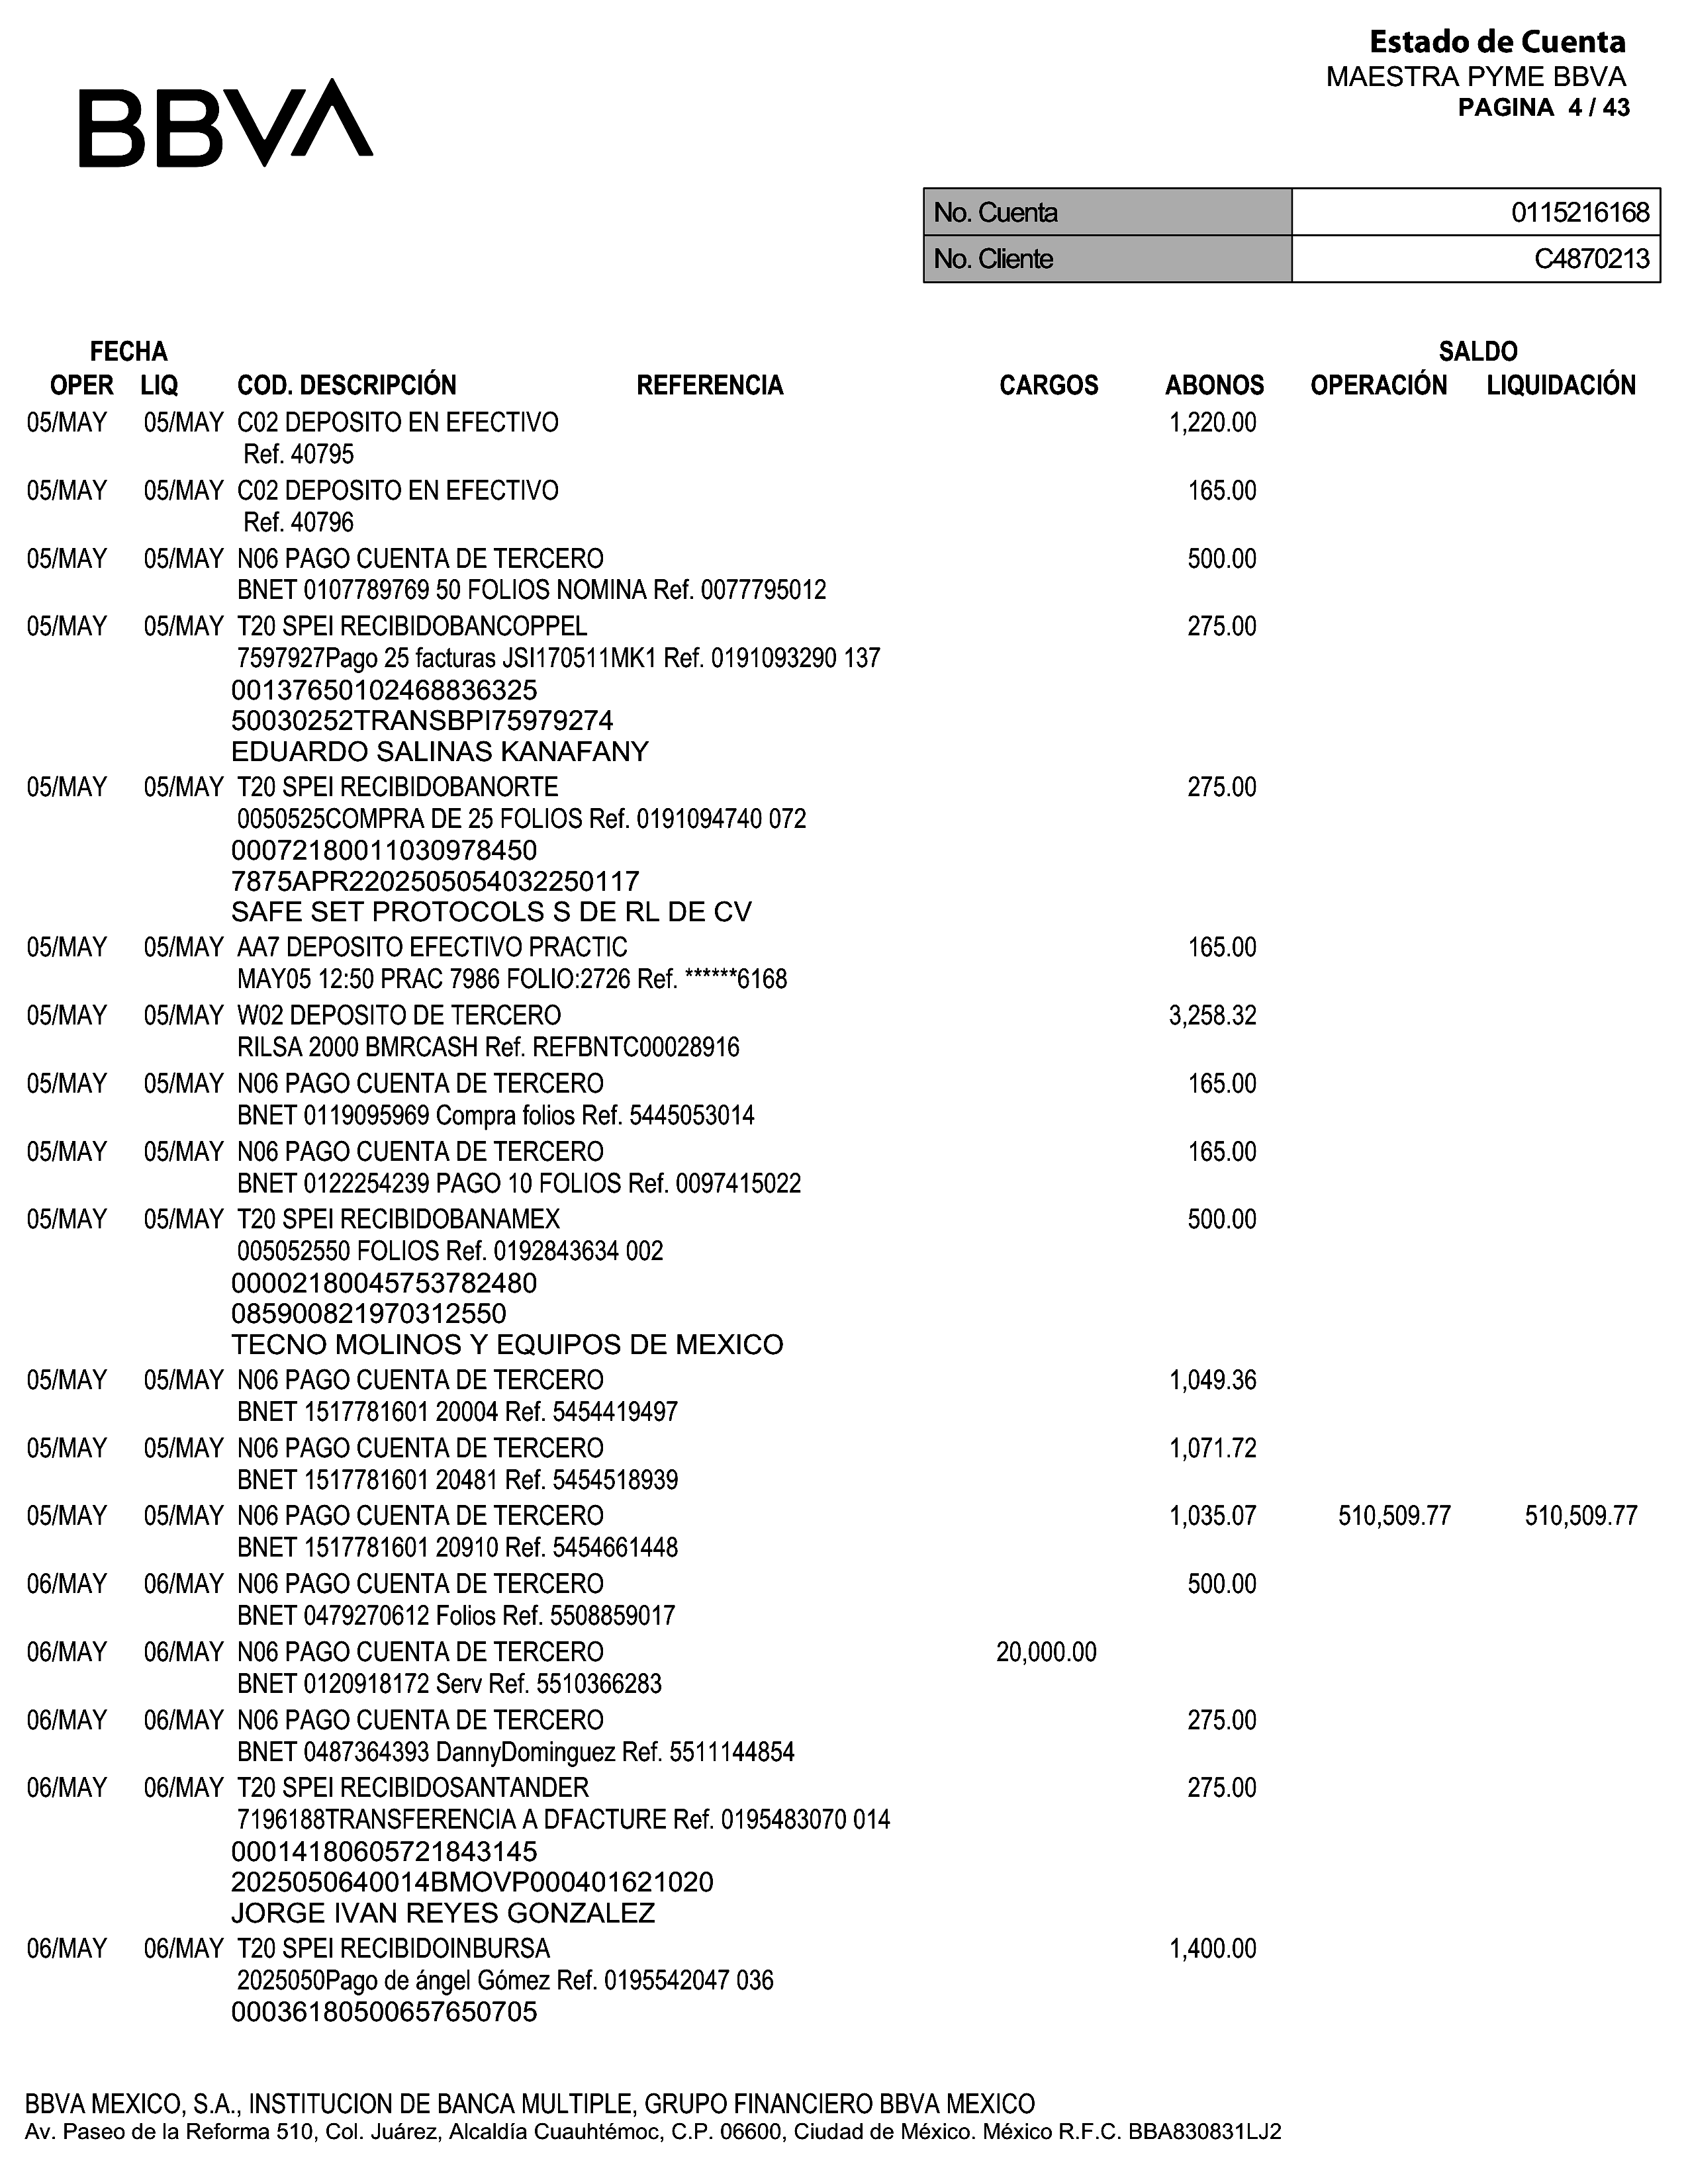 Estado de Cuenta
MAESTRA PYME BBVA
PAGINA 4 / 43
BBVA
No. Cuenta 0115216168
No. Cliente C4870213
FECHA SALDO
OPER LIQ COD. DESCRIPCIÓN REFERENCIA CARGOS ABONOS OPERACIÓN LIQUIDACIÓN
05/MAY 05/MAY C02 DEPOSITO EN EFECTIVO 1,220.00
Ref. 40795
05/MAY 05/MAY C02 DEPOSITO EN EFECTIVO 165.00
Ref. 40796
05/MAY 05/MAY N06 PAGO CUENTA DE TERCERO 500.00
BNET 0107789769 50 FOLIOS NOMINA Ref. 0077795012
05/MAY 05/MAY T20 SPEI RECIBIDOBANCOPPEL 275.00
7597927Pago 25 facturas JSI170511MK1 Ref. 0191093290 137
00137650102468836325
50030252TRANSBPI75979274
EDUARDO SALINAS KANAFANY
05/MAY 05/MAY T20 SPEI RECIBIDOBANORTE 275.00
0050525COMPRA DE 25 FOLIOS Ref. 0191094740 072
00072180011030978450
7875APR2202505054032250117
SAFE SET PROTOCOLS S DE RL DE CV
05/MAY 05/MAY AA7 DEPOSITO EFECTIVO PRACTIC 165.00
MAY05 12:50 PRAC 7986 FOLIO:2726 Ref. ******6168
05/MAY 05/MAY W02 DEPOSITO DE TERCERO 3,258.32
RILSA 2000 BMRCASH Ref. REFBNTC00028916
05/MAY 05/MAY N06 PAGO CUENTA DE TERCERO 165.00
BNET 0119095969 Compra folios Ref. 5445053014
05/MAY 05/MAY N06 PAGO CUENTA DE TERCERO 165.00
BNET 0122254239 PAGO 10 FOLIOS Ref. 0097415022
05/MAY 05/MAY T20 SPEI RECIBIDOBANAMEX 500.00
005052550 FOLIOS Ref. 0192843634 002
00002180045753782480
085900821970312550
TECNO MOLINOS Y EQUIPOS DE MEXICO
05/MAY 05/MAY N06 PAGO CUENTA DE TERCERO 1,049.36
BNET 1517781601 20004 Ref. 5454419497
05/MAY 05/MAY N06 PAGO CUENTA DE TERCERO 1,071.72
BNET 1517781601 20481 Ref. 5454518939
05/MAY 05/MAY N06 PAGO CUENTA DE TERCERO 1,035.07 510,509.77 510,509.77
BNET 1517781601 20910 Ref. 5454661448
06/MAY 06/MAY N06 PAGO CUENTA DE TERCERO 500.00
BNET 0479270612 Folios Ref. 5508859017
06/MAY 06/MAY N06 PAGO CUENTA DE TERCERO 20,000.00
BNET 0120918172 Serv Ref. 5510366283
06/MAY 06/MAY N06 PAGO CUENTA DE TERCERO 275.00
BNET 0487364393 DannyDominguez Ref. 5511144854
06/MAY 06/MAY T20 SPEI RECIBIDOSANTANDER 275.00
7196188TRANSFERENCIA A DFACTURE Ref. 0195483070 014
00014180605721843145
2025050640014BMOVP000401621020
JORGE IVAN REYES GONZALEZ
06/MAY 06/MAY T20 SPEI RECIBIDOINBURSA 1,400.00
2025050Pago de ángel Gómez Ref. 0195542047 036
00036180500657650705
BBVA MEXICO, S.A., INSTITUCION DE BANCA MULTIPLE, GRUPO FINANCIERO BBVA MEXICO
Av. Paseo de la Reforma 510, Col. Juárez, Alcaldía Cuauhtémoc, C.P. 06600, Ciudad de México. México R.F.C. BBA830831LJ2